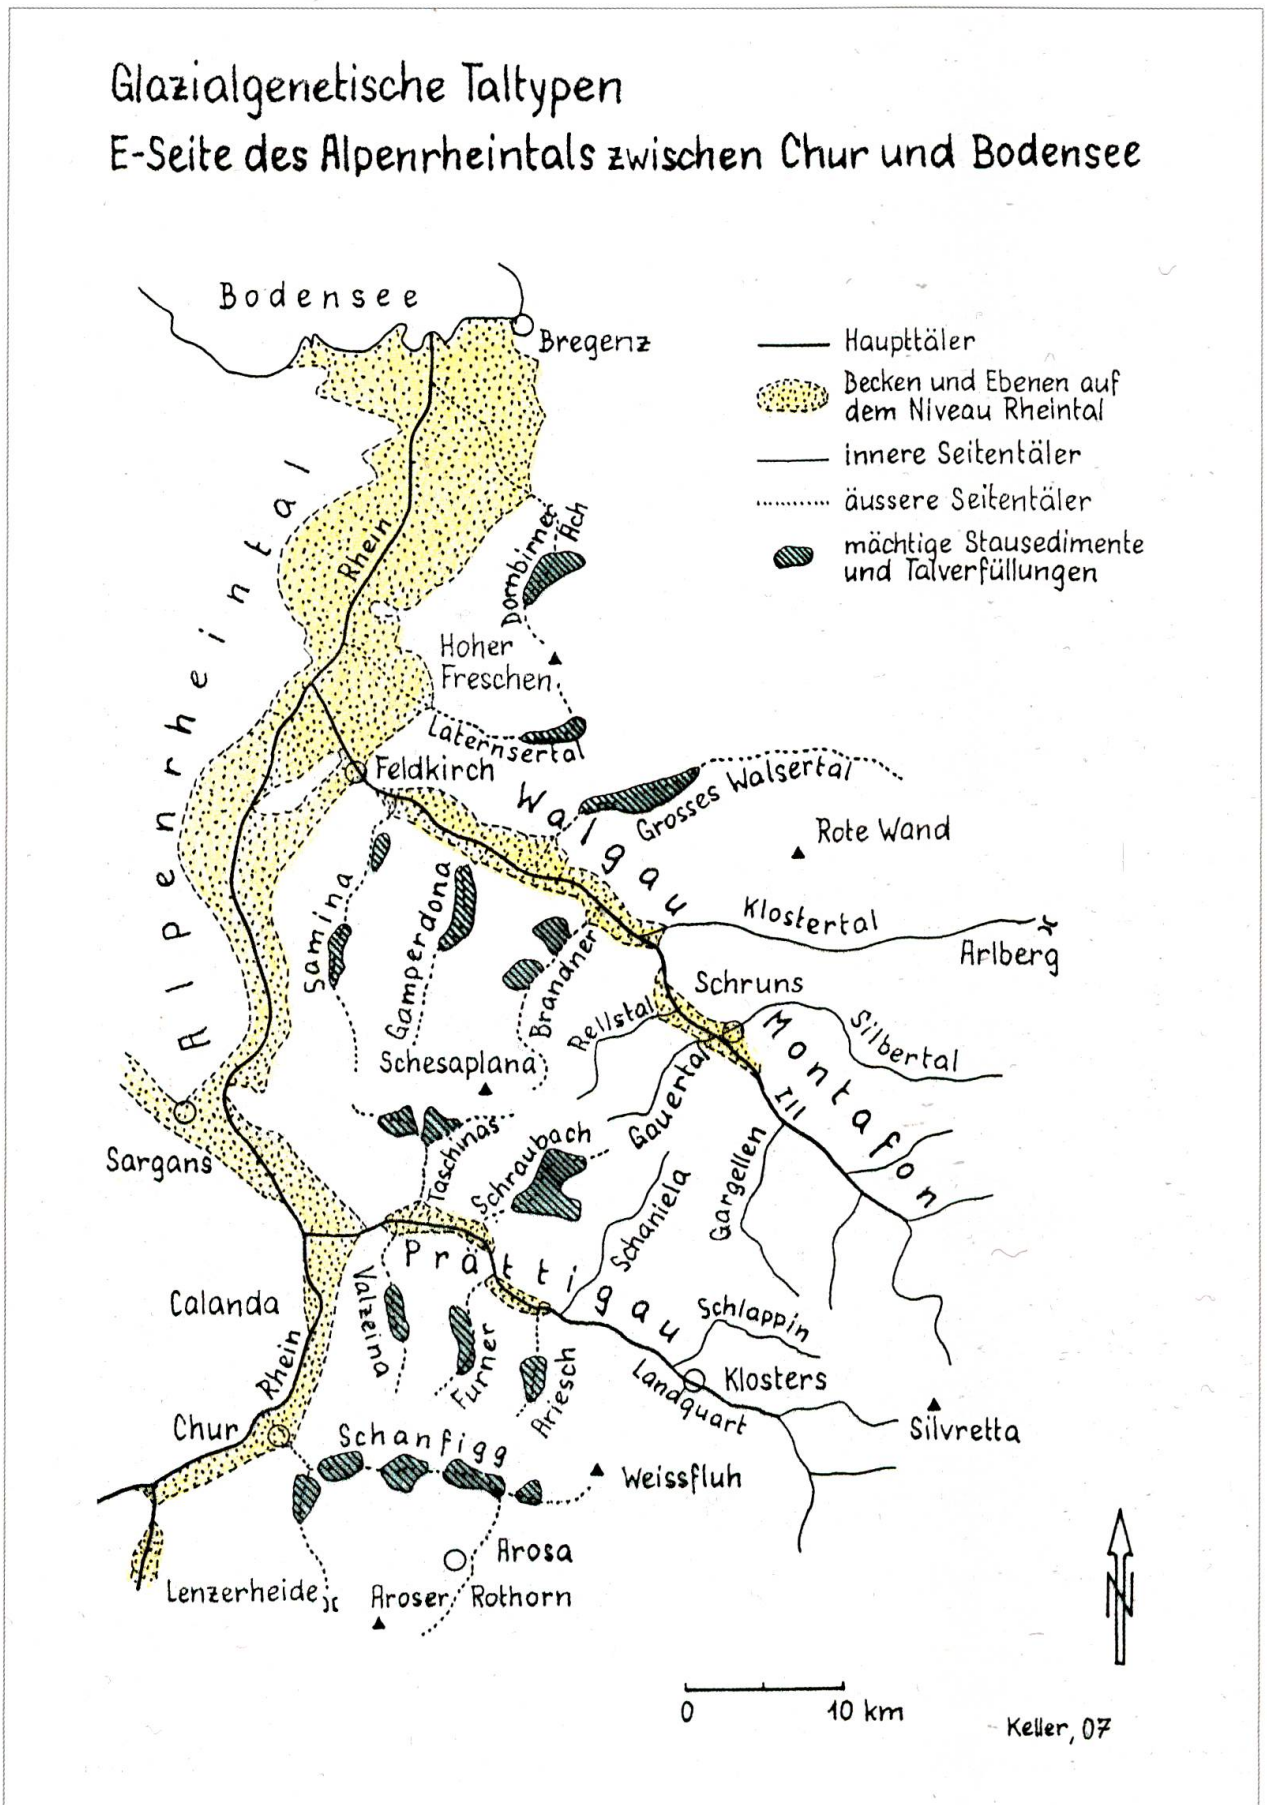 Glazialgenetische Taltypen
E-Seite des Alpenrheintals zwischen Chur und Bodensee
Bodensee
Bregenz
Haupttäler
Becken und Ebenen auf
dem Niveau Rheintal
innere Seitentäler
äussere Seitentäler
mächtige Stausedimente
und Talverfüllungen
Alpenrheintal
Rhein
Dornbirner
Ach
Hoher
Freschen
Laternsertal
Feldkirch
Walgau
Grosses Walsertal
Rote Wand
Klostertal
Arlberg
Samina
Gamperdona
Brandner
Rellstal
Schruns
Silbertal
Montafon
Ill
Schesaplana
Gauertal
Gargellen
Sargans
Taschinas
Schraubach
Schaniela
Prättigau
Valzeina
Furner
Ariesch
Schlappin
Calanda
Rhein
Landquart
Klosters
Silvretta
Chur
Schanfigg
Weissfluh
Arosa
Lenzerheide
Aroser Rothorn
N
0 10 km
Keller, 07